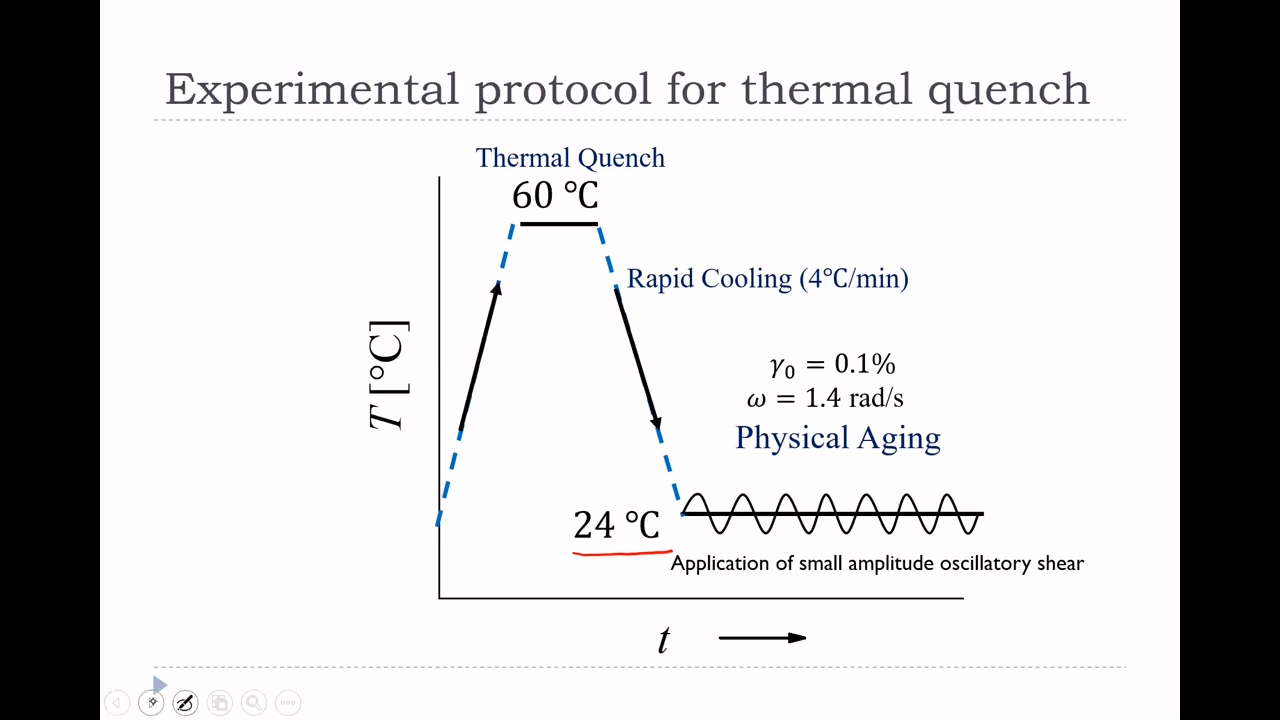 Experimental protocol for thermal quench
Thermal Quench
60 °C
Rapid Cooling (4℃/min)
T [°C]
γ₀ = 0.1%
ω = 1.4 rad/s
Physical Aging
24 °C
Application of small amplitude oscillatory shear
t